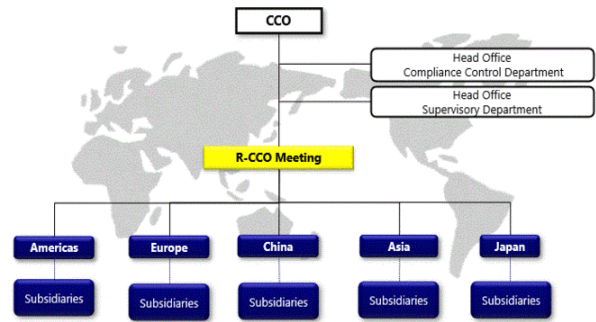 CCO
Head Office
Compliance Control Department
Head Office
Supervisory Department
R-CCO Meeting
Americas
Europe
China
Asia
Japan
Subsidiaries
Subsidiaries
Subsidiaries
Subsidiaries
Subsidiaries